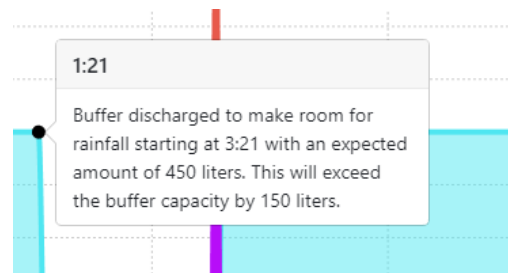 1:21
Buffer discharged to make room for
rainfall starting at 3:21 with an expected
amount of 450 liters. This will exceed
the buffer capacity by 150 liters.